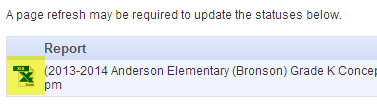 A page refresh may be required to update the statuses below.
Report
(2013-2014 Anderson Elementary (Bronson) Grade K Concep
pm